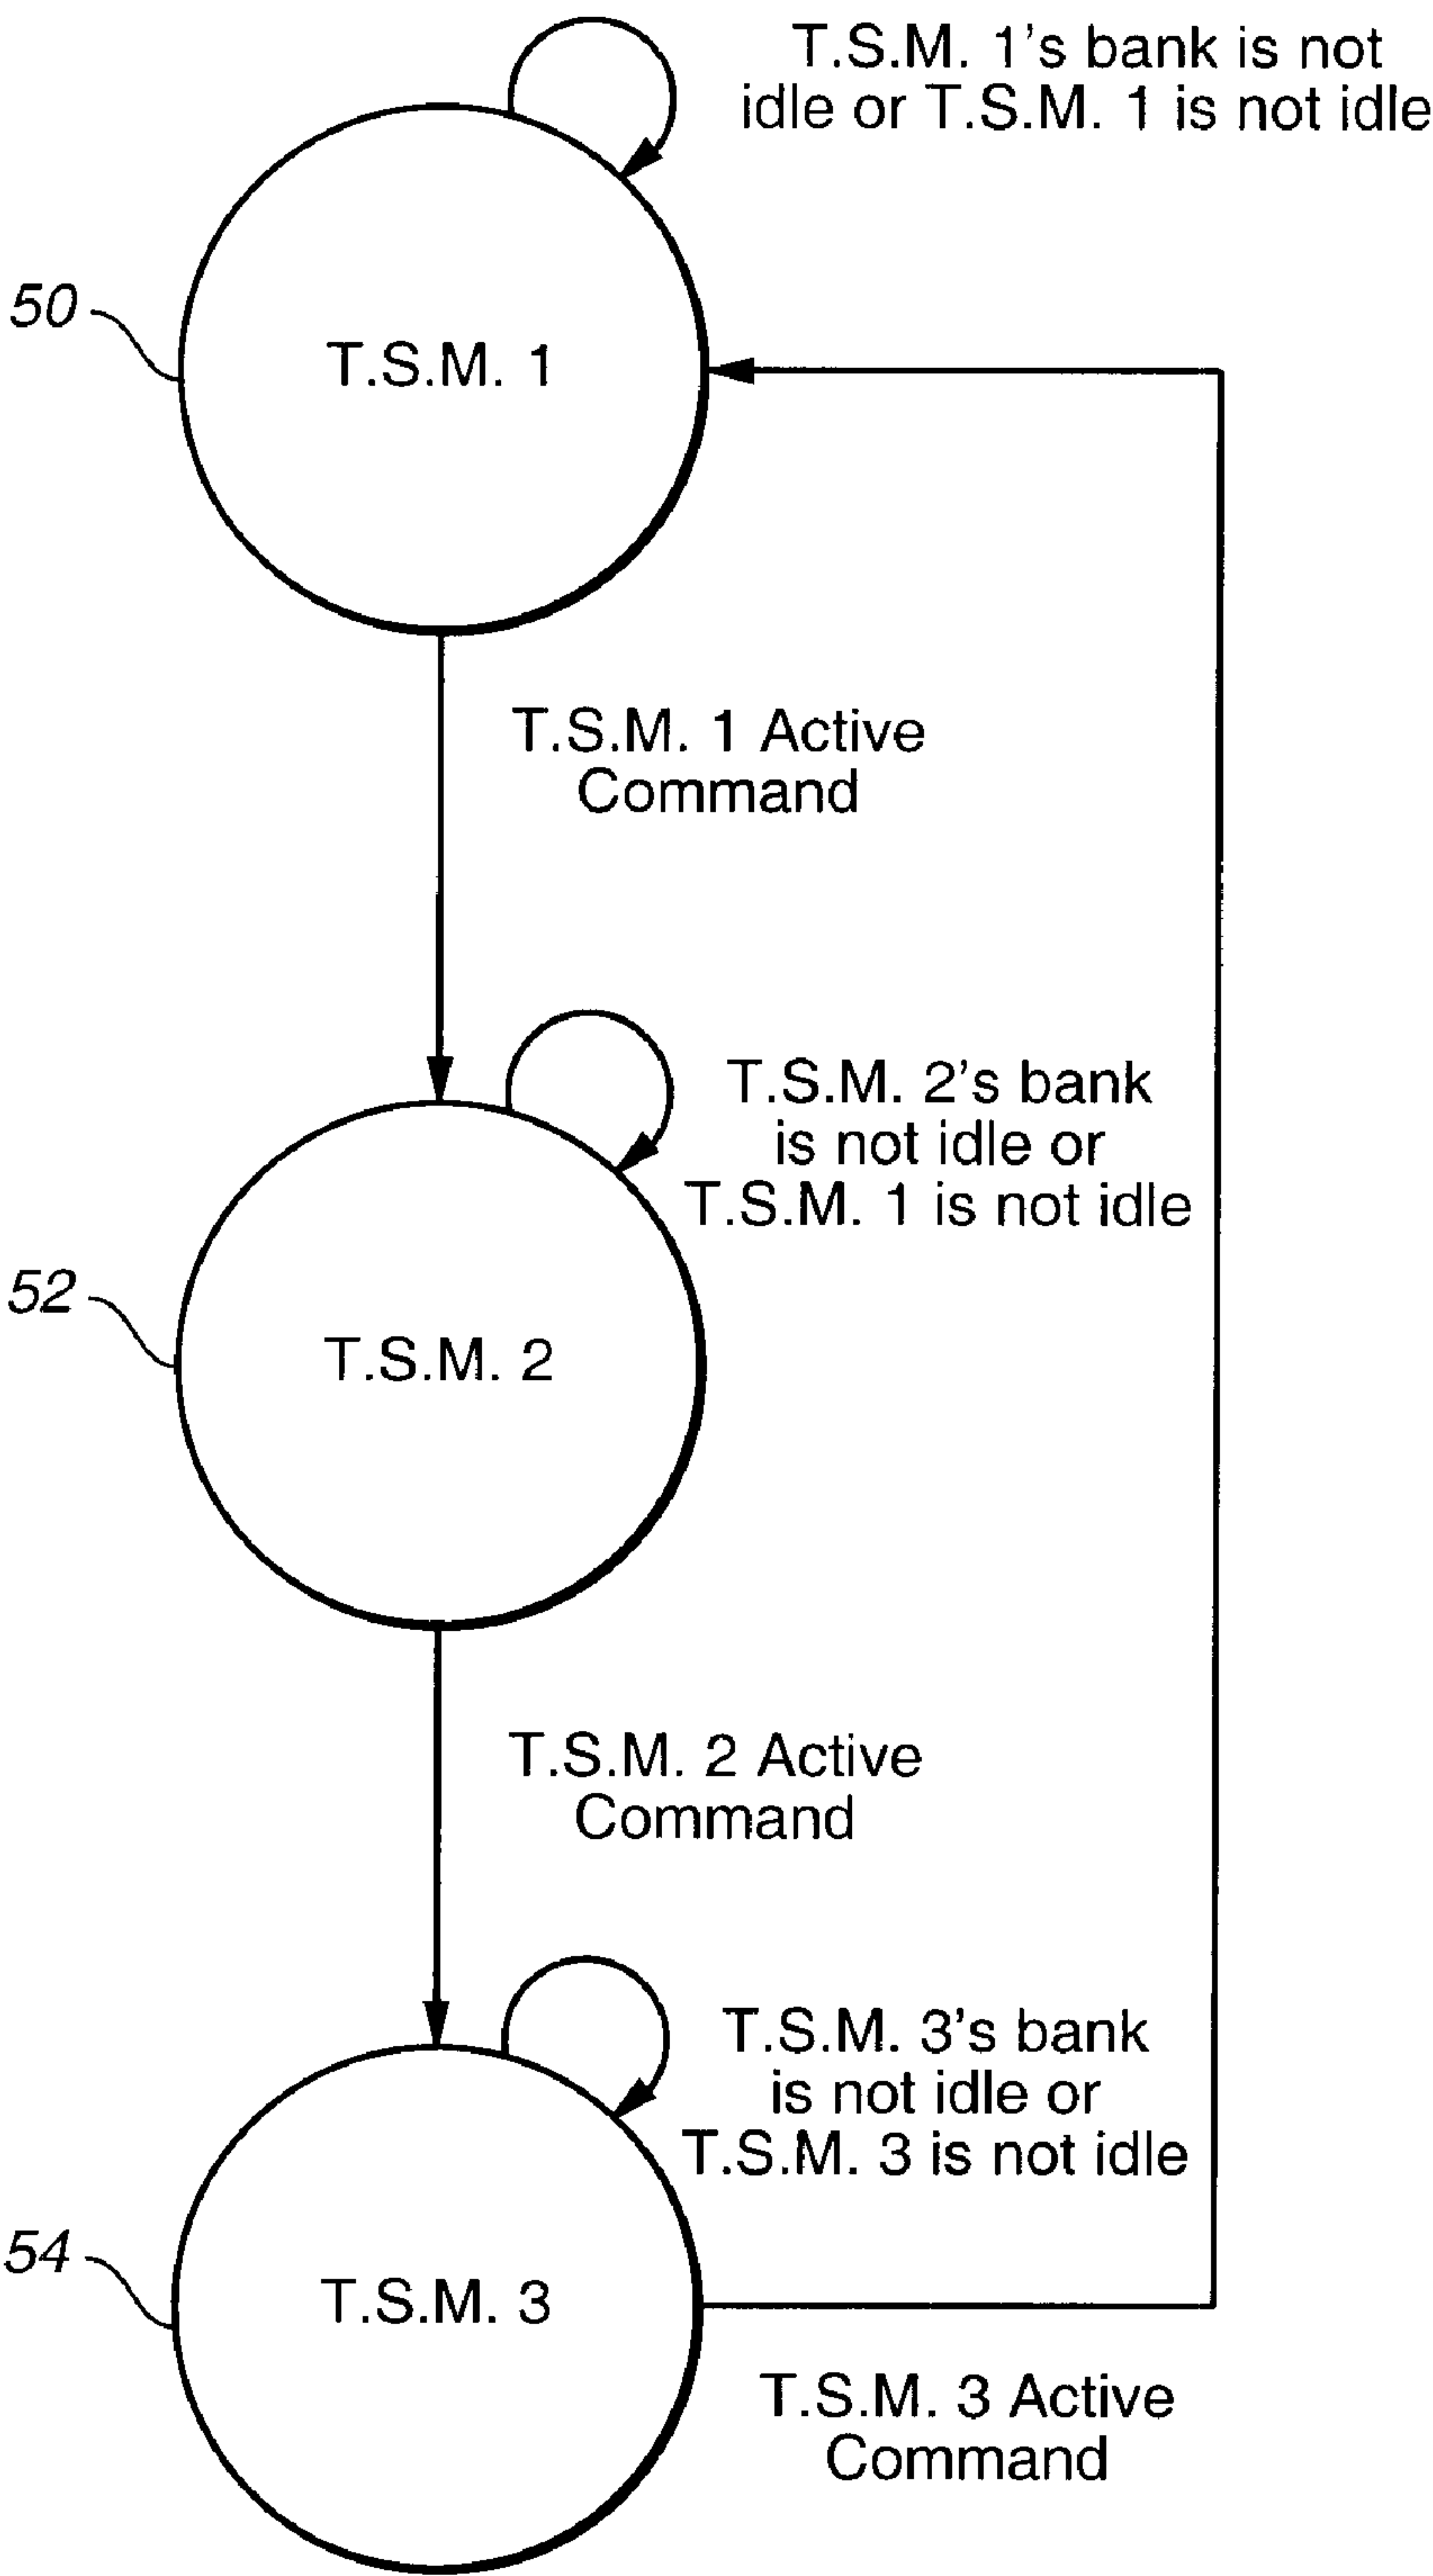 T.S.M. 1's bank is not
idle or T.S.M. 1 is not idle
50
T.S.M. 1
T.S.M. 1 Active
Command
T.S.M. 2's bank
is not idle or
T.S.M. 1 is not idle
52
T.S.M. 2
T.S.M. 2 Active
Command
T.S.M. 3's bank
is not idle or
T.S.M. 3 is not idle
54
T.S.M. 3
T.S.M. 3 Active
Command